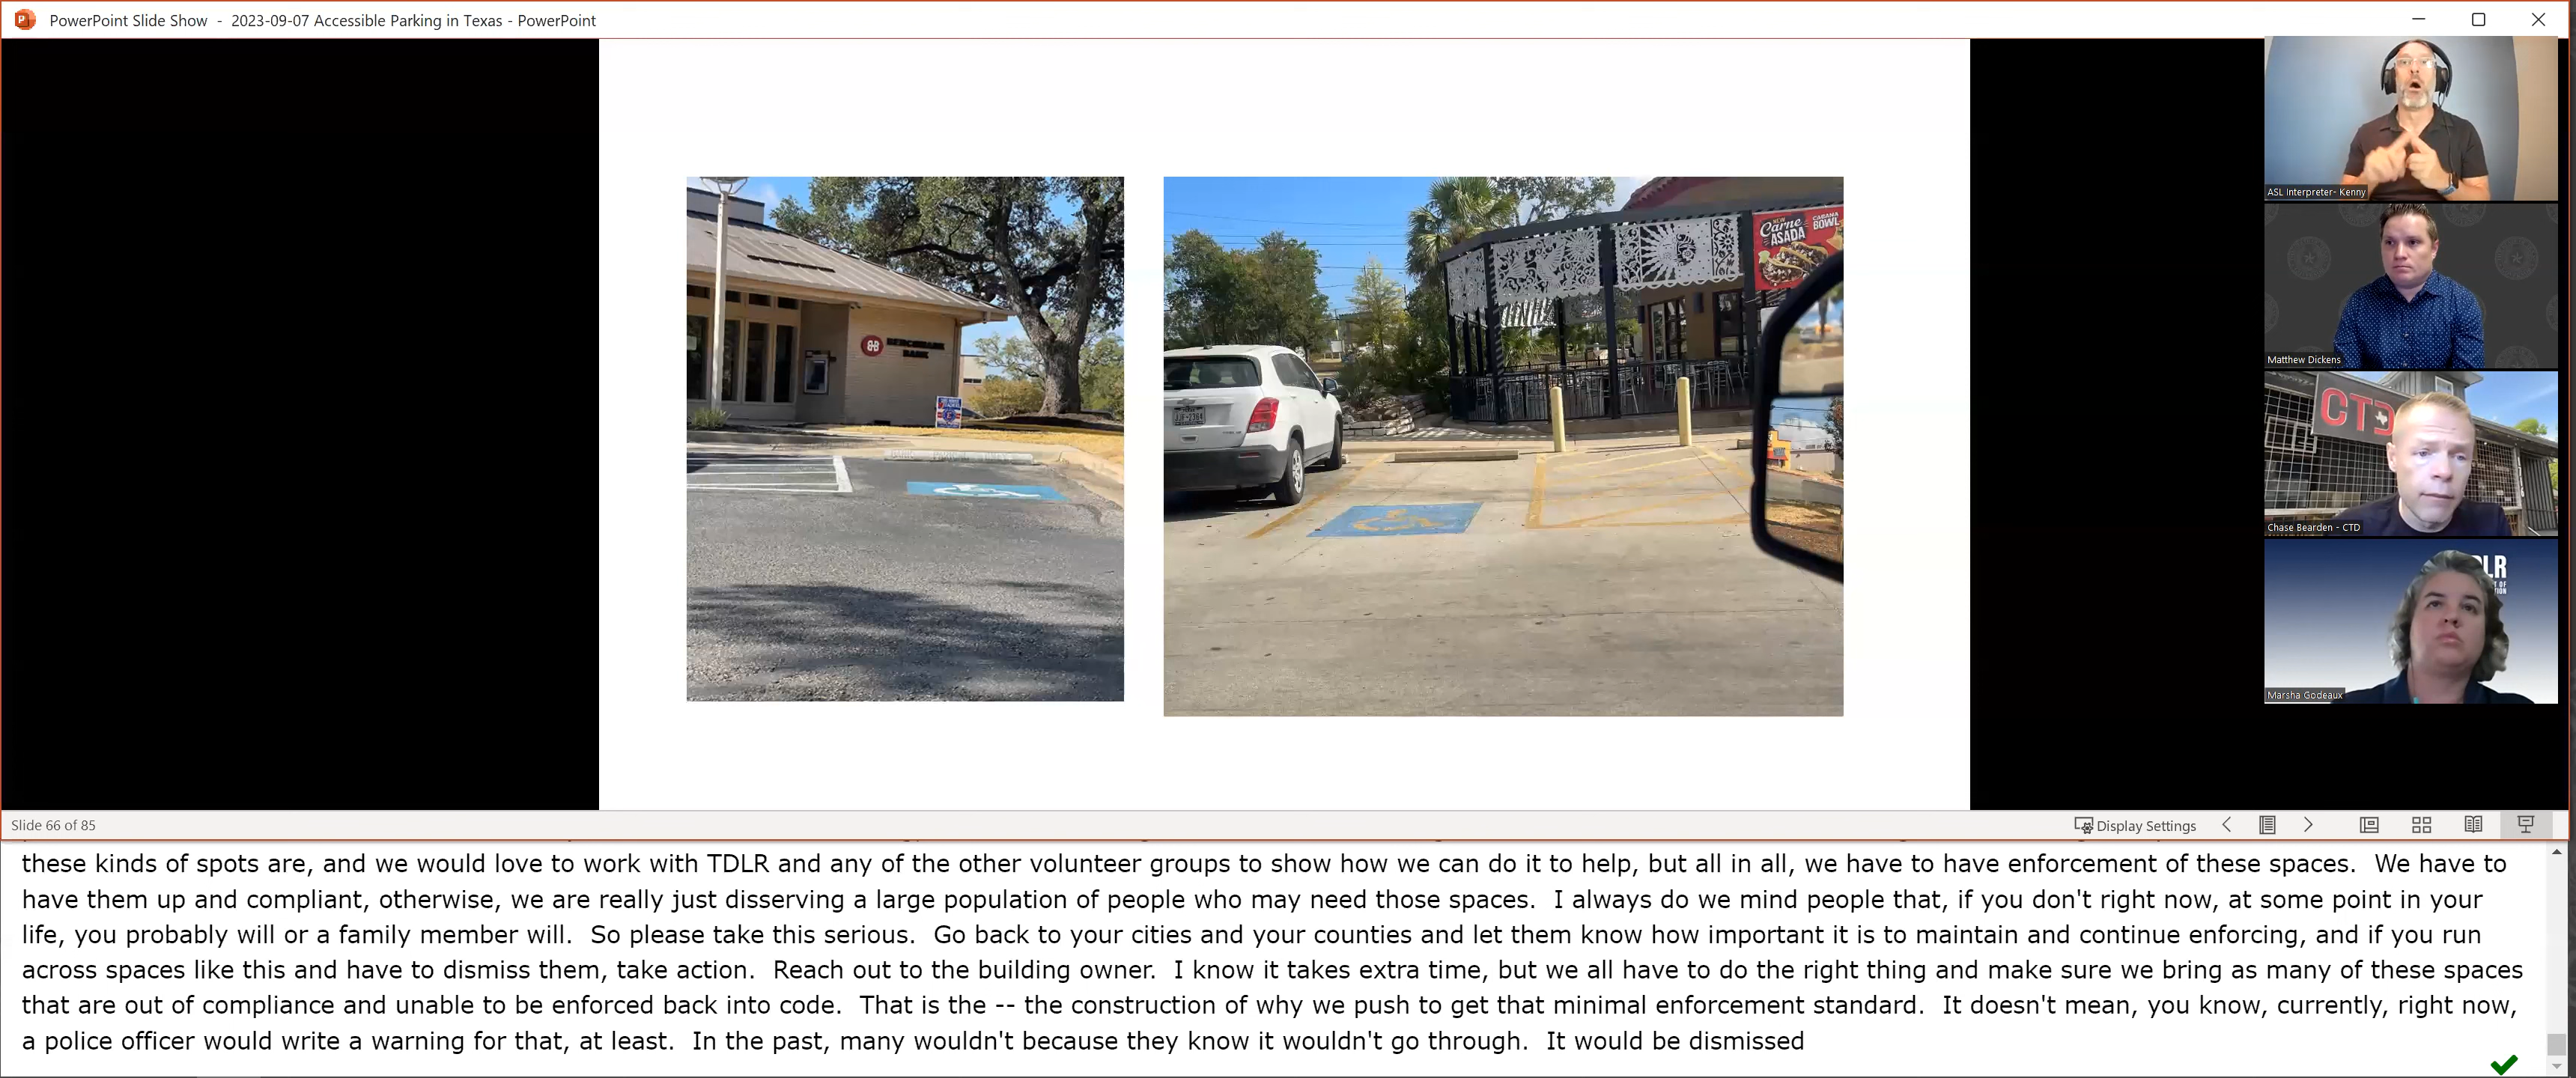 PowerPoint Slide Show - 2023-09-07 Accessible Parking in Texas - PowerPoint
BENCHMARK
BANK
NEW
Carne
ASADA
CABANA
BOWL
CTD
LR
ASL Interpreter- Kenny
Matthew Dickens
Chase Bearden - CTD
Marsha Godeaux
Slide 66 of 85
Display Settings
these kinds of spots are, and we would love to work with TDLR and any of the other volunteer groups to show how we can do it to help, but all in all, we have to have enforcement of these spaces.  We have to
have them up and compliant, otherwise, we are really just disserving a large population of people who may need those spaces.  I always do we mind people that, if you don't right now, at some point in your
life, you probably will or a family member will.  So please take this serious.  Go back to your cities and your counties and let them know how important it is to maintain and continue enforcing, and if you run
across spaces like this and have to dismiss them, take action.  Reach out to the building owner.  I know it takes extra time, but we all have to do the right thing and make sure we bring as many of these spaces
that are out of compliance and unable to be enforced back into code.  That is the -- the construction of why we push to get that minimal enforcement standard.  It doesn't mean, you know, currently, right now,
a police officer would write a warning for that, at least.  In the past, many wouldn't because they know it wouldn't go through.  It would be dismissed